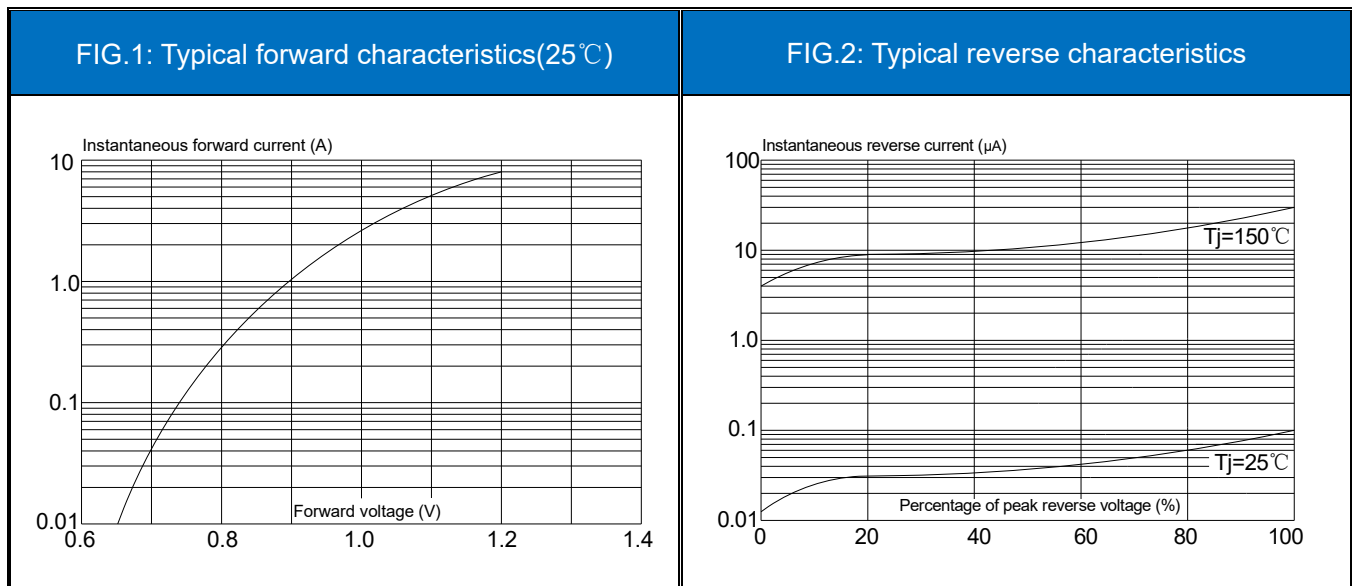 FIG.1: Typical forward characteristics(25℃)
FIG.2: Typical reverse characteristics
Instantaneous forward current (A)
10
1.0
0.1
0.01
Forward voltage (V)
0.6 0.8 1.0 1.2 1.4
Instantaneous reverse current (μA)
100
10
Tj=150℃
1.0
0.1
Tj=25℃
Percentage of peak reverse voltage (%)
0.01
0 20 40 60 80 100